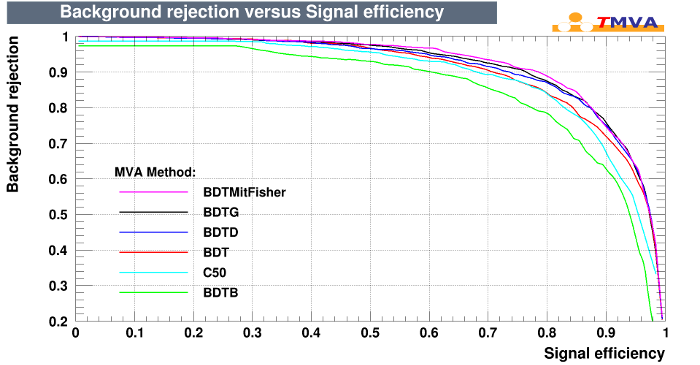 Background rejection versus Signal efficiency
TMVA
Background rejection
1
0.9
0.8
0.7
0.6
0.5
0.4
0.3
0.2
MVA Method:
BDTMitFisher
BDTG
BDTD
BDT
C50
BDTB
0 0.1 0.2 0.3 0.4 0.5 0.6 0.7 0.8 0.9 1
Signal efficiency